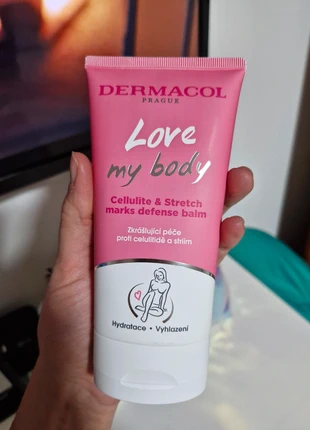 DERMACOL
PRAGUE
Love
my body
Cellulite & Stretch
marks defense balm
Zkrášlující péče
proti celulitidě a striím
Hydratace • Vyhlazení